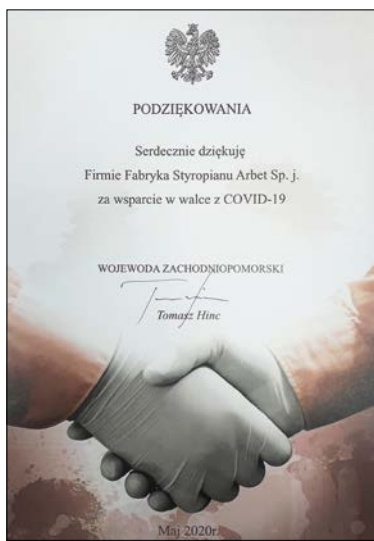 PODZIĘKOWANIA
Serdecznie dziękuję
Firmie Fabryka Styropianu Arbet Sp. j.
za wsparcie w walce z COVID-19
WOJEWODA ZACHODNIOPOMORSKI
Tomasz Hinc
Maj 2020r.